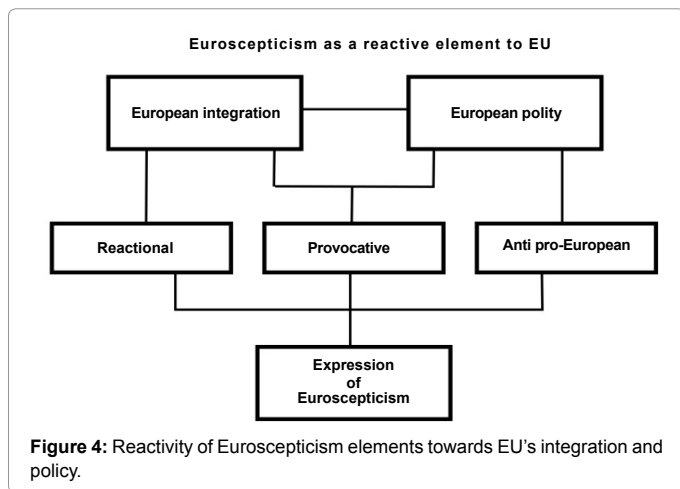 Euroscepticism as a reactive element to EU
European integration
European polity
Reactional
Provocative
Anti pro-European
Expression
of
Euroscepticism
Figure 4: Reactivity of Euroscepticism elements towards EU's integration and
policy.